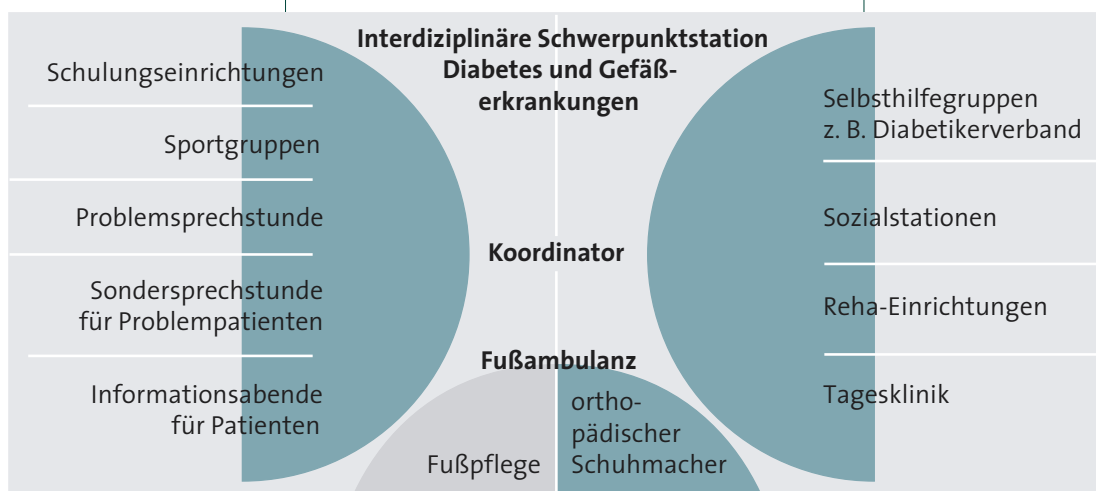 Interdiziplinäre Schwerpunktstation
Diabetes und Gefäß-
erkrankungen
Schulungseinrichtungen
Sportgruppen
Problemsprechstunde
Sondersprechstunde
für Problempatienten
Informationsabende
für Patienten
Koordinator
Fußambulanz
Fußpflege
ortho-
pädischer
Schuhmacher
Selbsthilfegruppen
z. B. Diabetikerverband
Sozialstationen
Reha-Einrichtungen
Tagesklinik